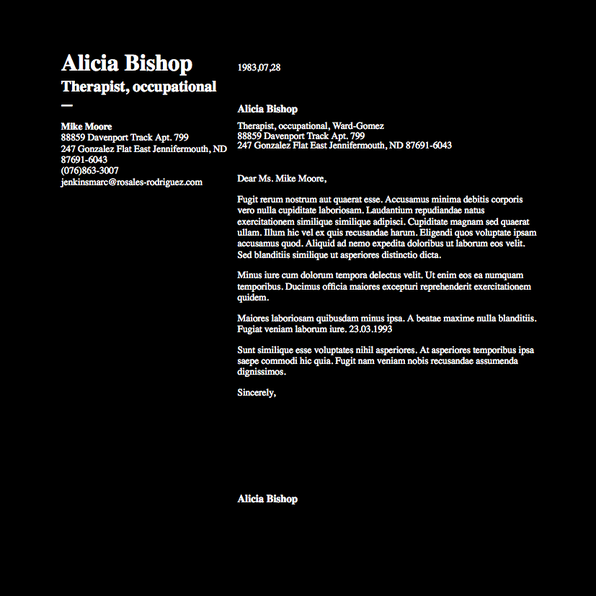 Alicia Bishop
Therapist, occupational
—
Mike Moore
88859 Davenport Track Apt. 799
247 Gonzalez Flat East Jennifermouth, ND
87691-6043
(076)863-3007
jenkinsmarc@rosales-rodriguez.com
1983,07,28
Alicia Bishop
Therapist, occupational, Ward-Gomez
88859 Davenport Track Apt. 799
247 Gonzalez Flat East Jennifermouth, ND 87691-6043
Dear Ms. Mike Moore,
Fugit rerum nostrum aut quaerat esse. Accusamus minima debitis corporis
vero nulla cupiditate laboriosam. Laudantium repudiandae natus
exercitationem similique similique adipisci. Cupiditate magnam sed quaerat
ullam. Illum hic vel ex quis recusandae harum. Eligendi quos voluptate ipsam
accusamus quod. Aliquid ad nemo expedita doloribus ut laborum eos velit.
Sed blanditiis similique ut asperiores distinctio dicta.
Minus iure cum dolorum tempora delectus velit. Ut enim eos ea numquam
temporibus. Ducimus officia maiores excepturi reprehenderit exercitationem
quidem.
Maiores laboriosam quibusdam minus ipsa. A beatae maxime nulla blanditiis.
Fugiat veniam laborum iure. 23.03.1993
Sunt similique esse voluptates nihil asperiores. At asperiores temporibus ipsa
saepe commodi hic quia. Fugit nam veniam nobis recusandae assumenda
dignissimos.
Sincerely,
Alicia Bishop